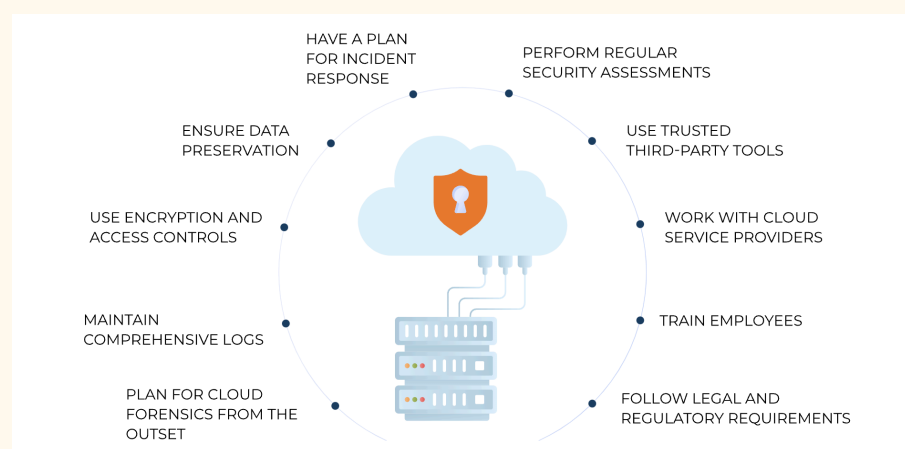 HAVE A PLAN
FOR INCIDENT
RESPONSE
PERFORM REGULAR
SECURITY ASSESSMENTS
ENSURE DATA
PRESERVATION
USE TRUSTED
THIRD-PARTY TOOLS
USE ENCRYPTION AND
ACCESS CONTROLS
WORK WITH CLOUD
SERVICE PROVIDERS
MAINTAIN
COMPREHENSIVE LOGS
TRAIN EMPLOYEES
PLAN FOR CLOUD
FORENSICS FROM THE
OUTSET
FOLLOW LEGAL AND
REGULATORY REQUIREMENTS